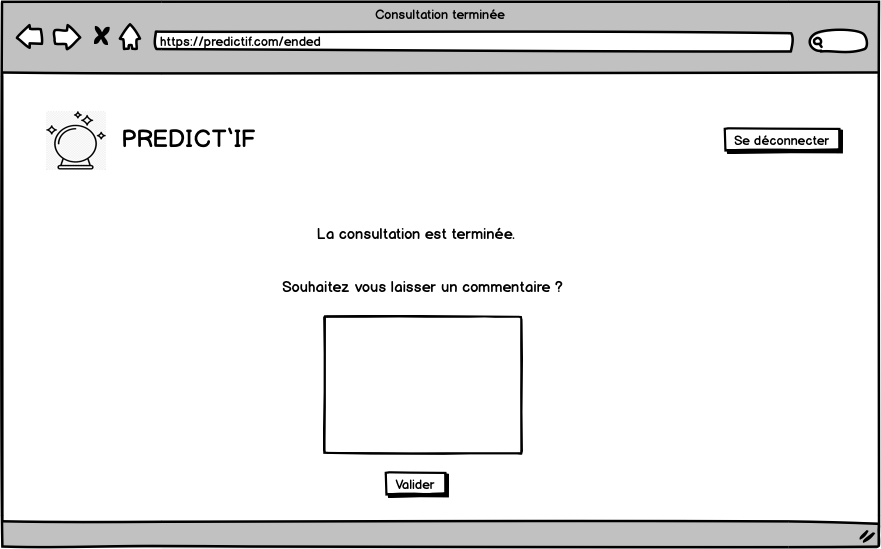 Consultation terminée
https://predictif.com/ended
PREDICT`IF
Se déconnecter
La consultation est terminée.
Souhaitez vous laisser un commentaire ?
Valider